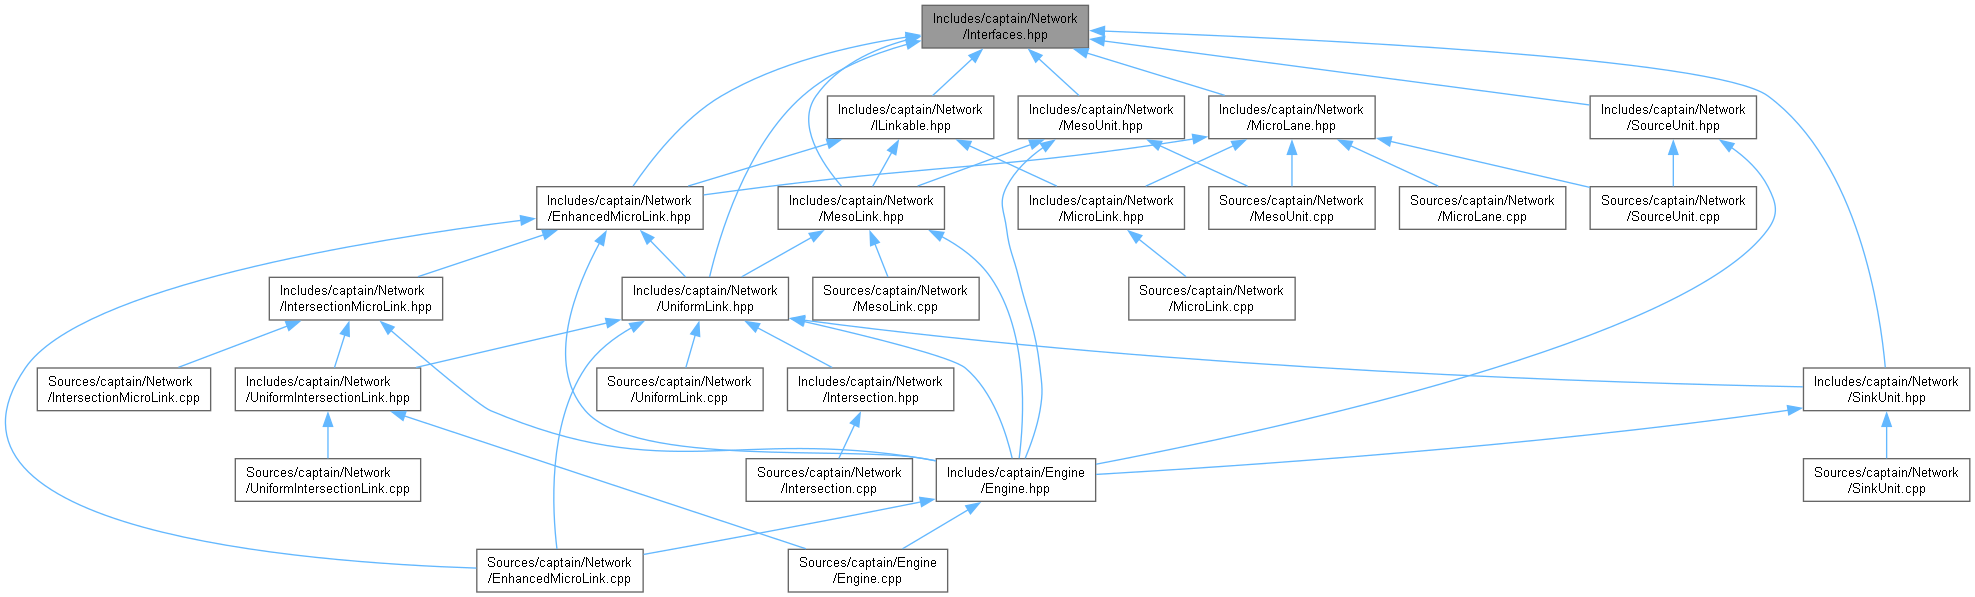 Includes/captain/Network
/Interfaces.hpp
Includes/captain/Network
/ILinkable.hpp
Includes/captain/Network
/MesoUnit.hpp
Includes/captain/Network
/MicroLane.hpp
Includes/captain/Network
/SourceUnit.hpp
Includes/captain/Network
/EnhancedMicroLink.hpp
Includes/captain/Network
/MesoLink.hpp
Includes/captain/Network
/MicroLink.hpp
Sources/captain/Network
/MesoUnit.cpp
Sources/captain/Network
/MicroLane.cpp
Sources/captain/Network
/SourceUnit.cpp
Includes/captain/Network
/IntersectionMicroLink.hpp
Includes/captain/Network
/UniformLink.hpp
Sources/captain/Network
/MesoLink.cpp
Sources/captain/Network
/MicroLink.cpp
Sources/captain/Network
/IntersectionMicroLink.cpp
Includes/captain/Network
/UniformIntersectionLink.hpp
Sources/captain/Network
/UniformLink.cpp
Includes/captain/Network
/Intersection.hpp
Includes/captain/Network
/SinkUnit.hpp
Sources/captain/Network
/UniformIntersectionLink.cpp
Sources/captain/Network
/Intersection.cpp
Includes/captain/Engine
/Engine.hpp
Sources/captain/Network
/SinkUnit.cpp
Sources/captain/Network
/EnhancedMicroLink.cpp
Sources/captain/Engine
/Engine.cpp